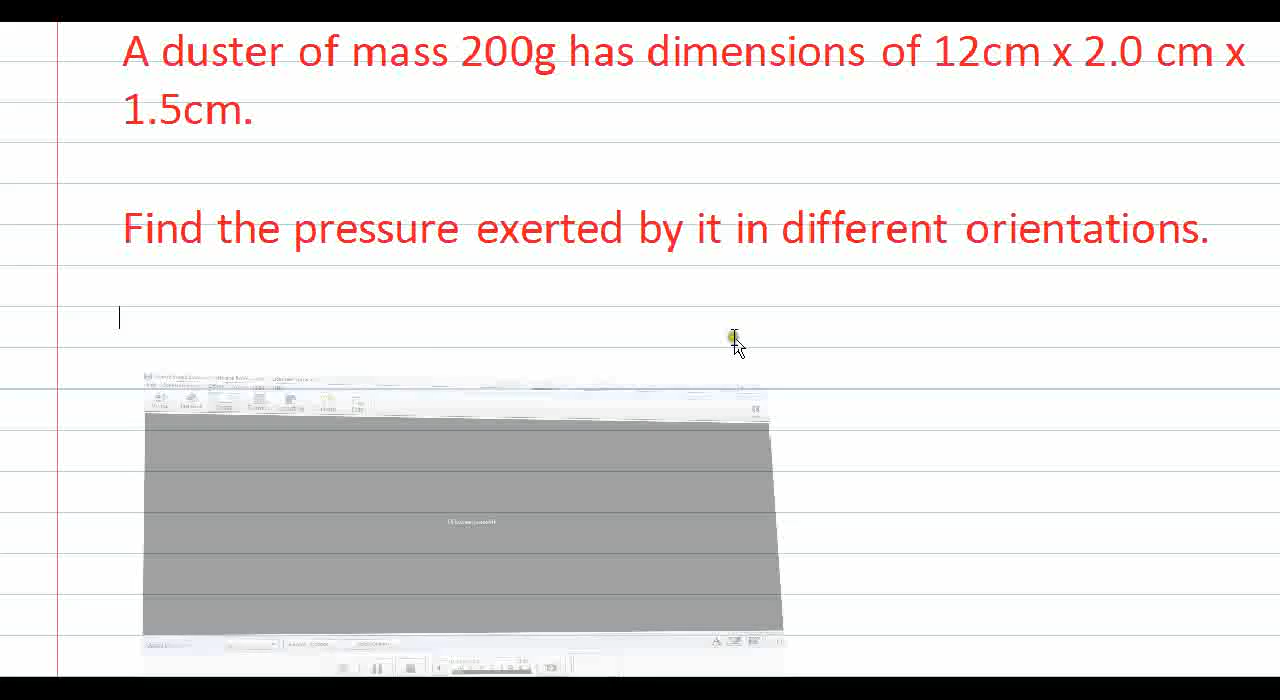 A duster of mass 200g has dimensions of 12cm x 2.0 cm x
1.5cm.
Find the pressure exerted by it in different orientations.